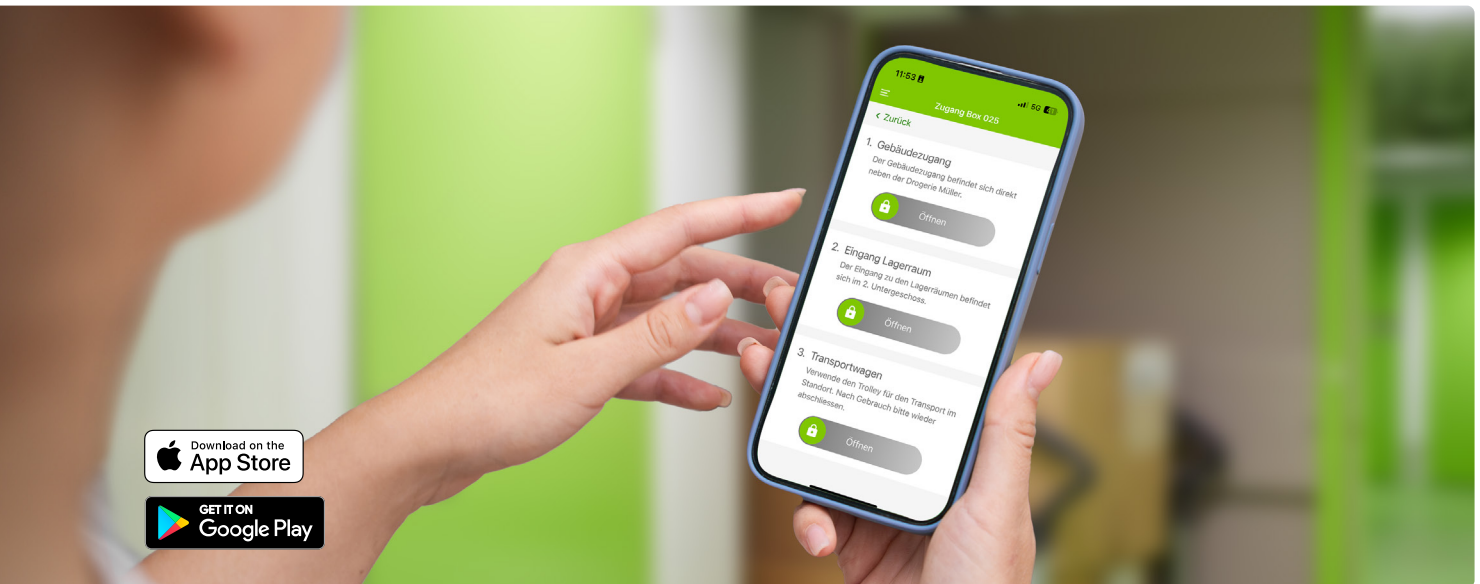 11:53
5G
Zugang Box 025
Zurück
1. Gebäudezugang
Der Gebäudezugang befindet sich direkt
neben der Drogerie Müller.
Öffnen
2. Eingang Lagerraum
Der Eingang zu den Lagerräumen befindet
sich im 2. Untergeschoss.
Öffnen
3. Transportwagen
Verwende den Trolley für den Transport im
Standort. Nach Gebrauch bitte wieder
abschliessen.
Öffnen
Download on the
App Store
GET IT ON
Google Play